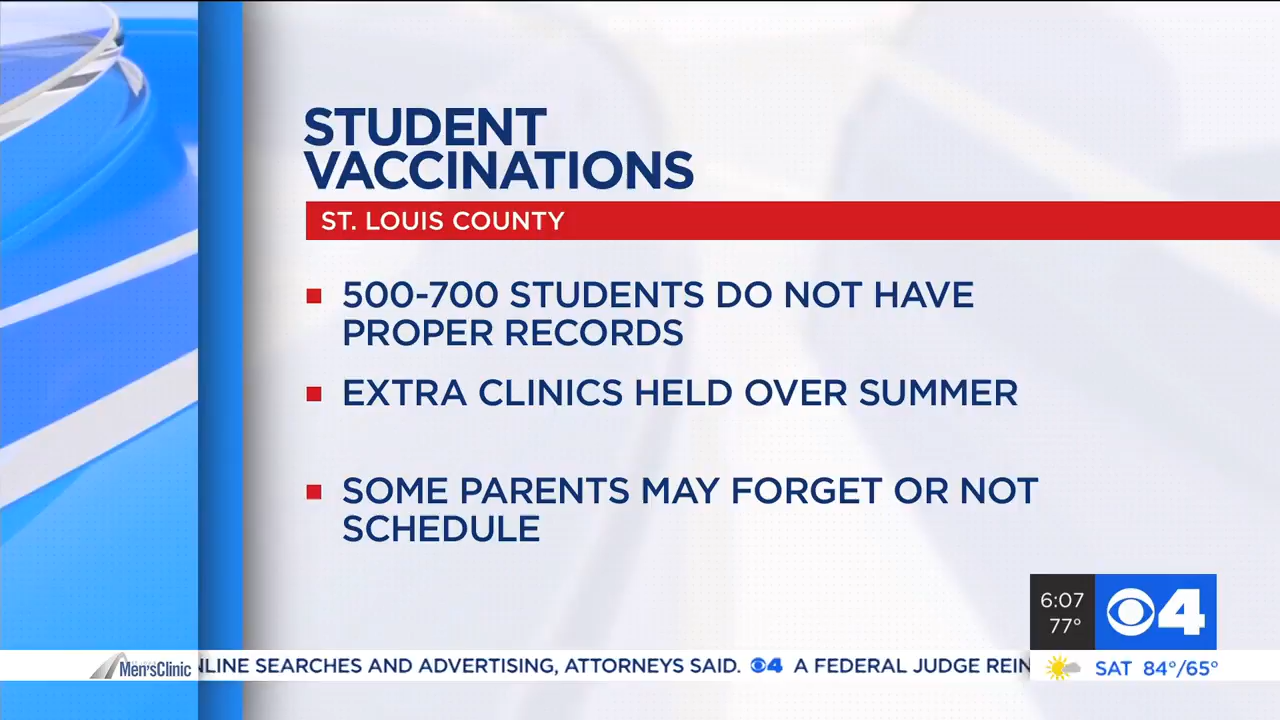 STUDENT
VACCINATIONS
ST. LOUIS COUNTY
500-700 STUDENTS DO NOT HAVE
PROPER RECORDS
EXTRA CLINICS HELD OVER SUMMER
SOME PARENTS MAY FORGET OR NOT
SCHEDULE
6:07
77°
4
Men'sClinic
NLINE SEARCHES AND ADVERTISING, ATTORNEYS SAID. 4 A FEDERAL JUDGE REIN
SAT 84°/65°